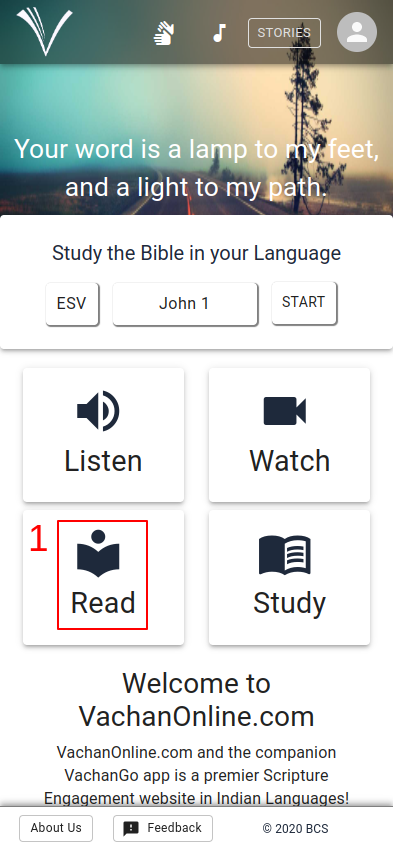 STORIES
Your word is a lamp to my feet,
and a light to my path.
Study the Bible in your Language
ESV
John 1
START
Listen
Watch
1
Read
Study
Welcome to
VachanOnline.com
VachanOnline.com and the companion
VachanGo app is a premier Scripture
Engagement website in Indian Languages!
About Us
Feedback
© 2020 BCS